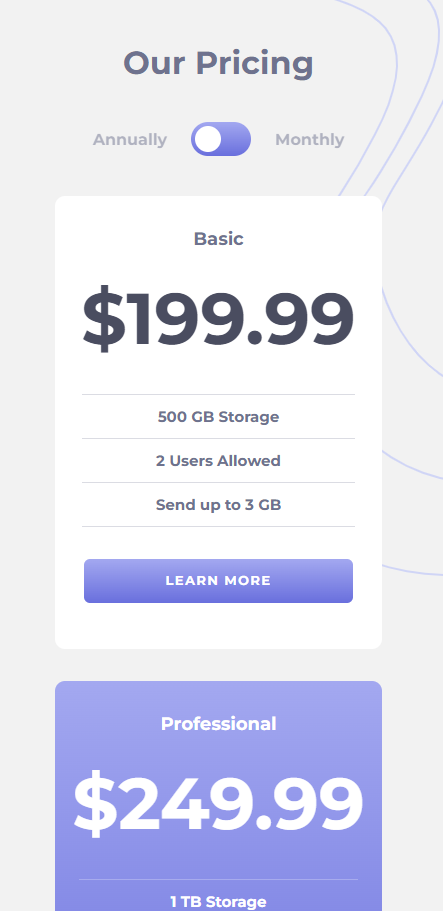 Our Pricing
Annually Monthly
Basic
$199.99
500 GB Storage
2 Users Allowed
Send up to 3 GB
LEARN MORE
Professional
$249.99
1 TB Storage